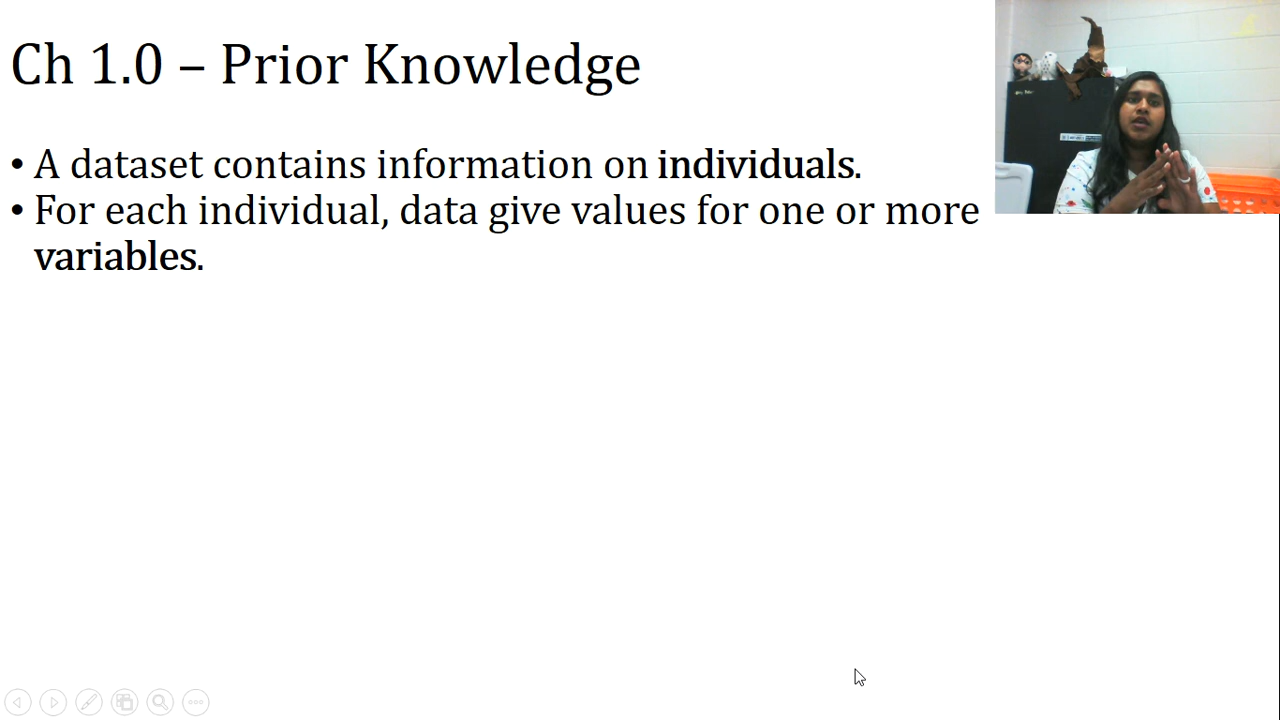 Ch 1.0 – Prior Knowledge
• A dataset contains information on individuals.
• For each individual, data give values for one or more
variables.